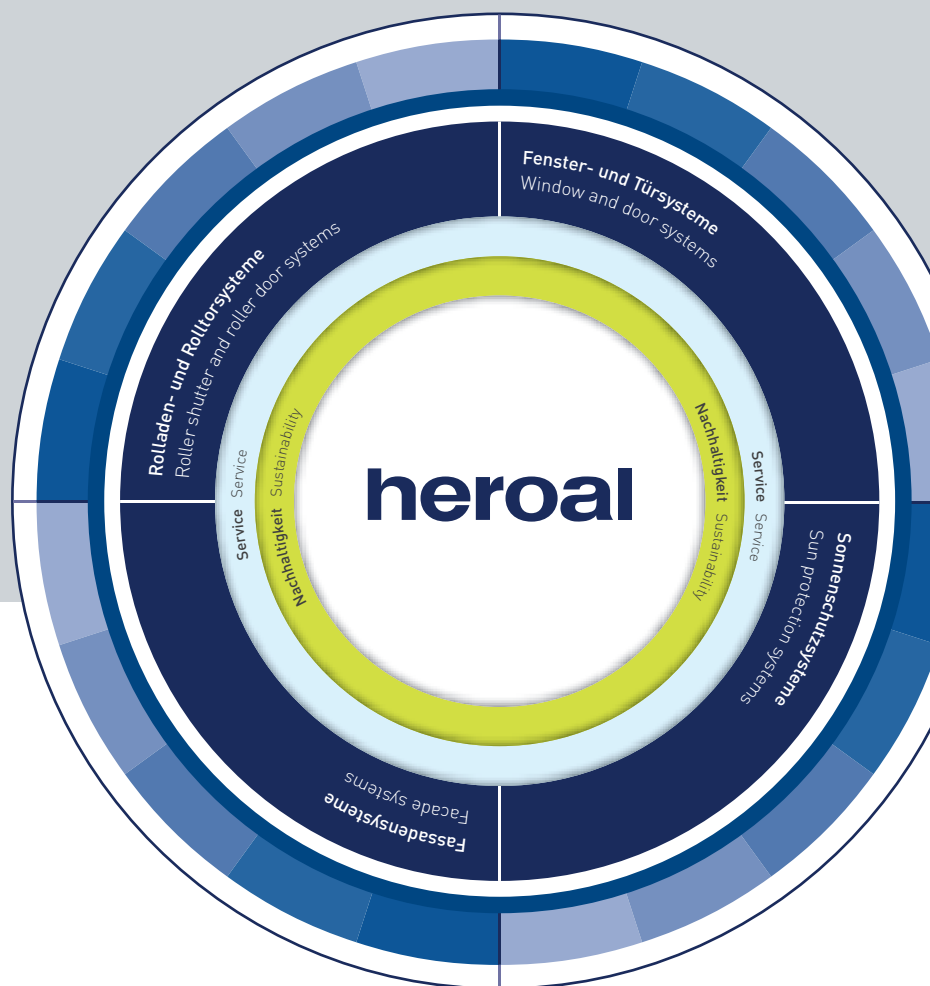 Fenster- und Türsysteme
Window and door systems
Rolladen- und Rolltorsysteme
Roller shutter and roller door systems
Service Service
Nachhaltigkeit Sustainability
heroal
Nachhaltigkeit Sustainability
Service Service
Sonnenschutzsysteme
Sun protection systems
Fassadensysteme
Facade systems